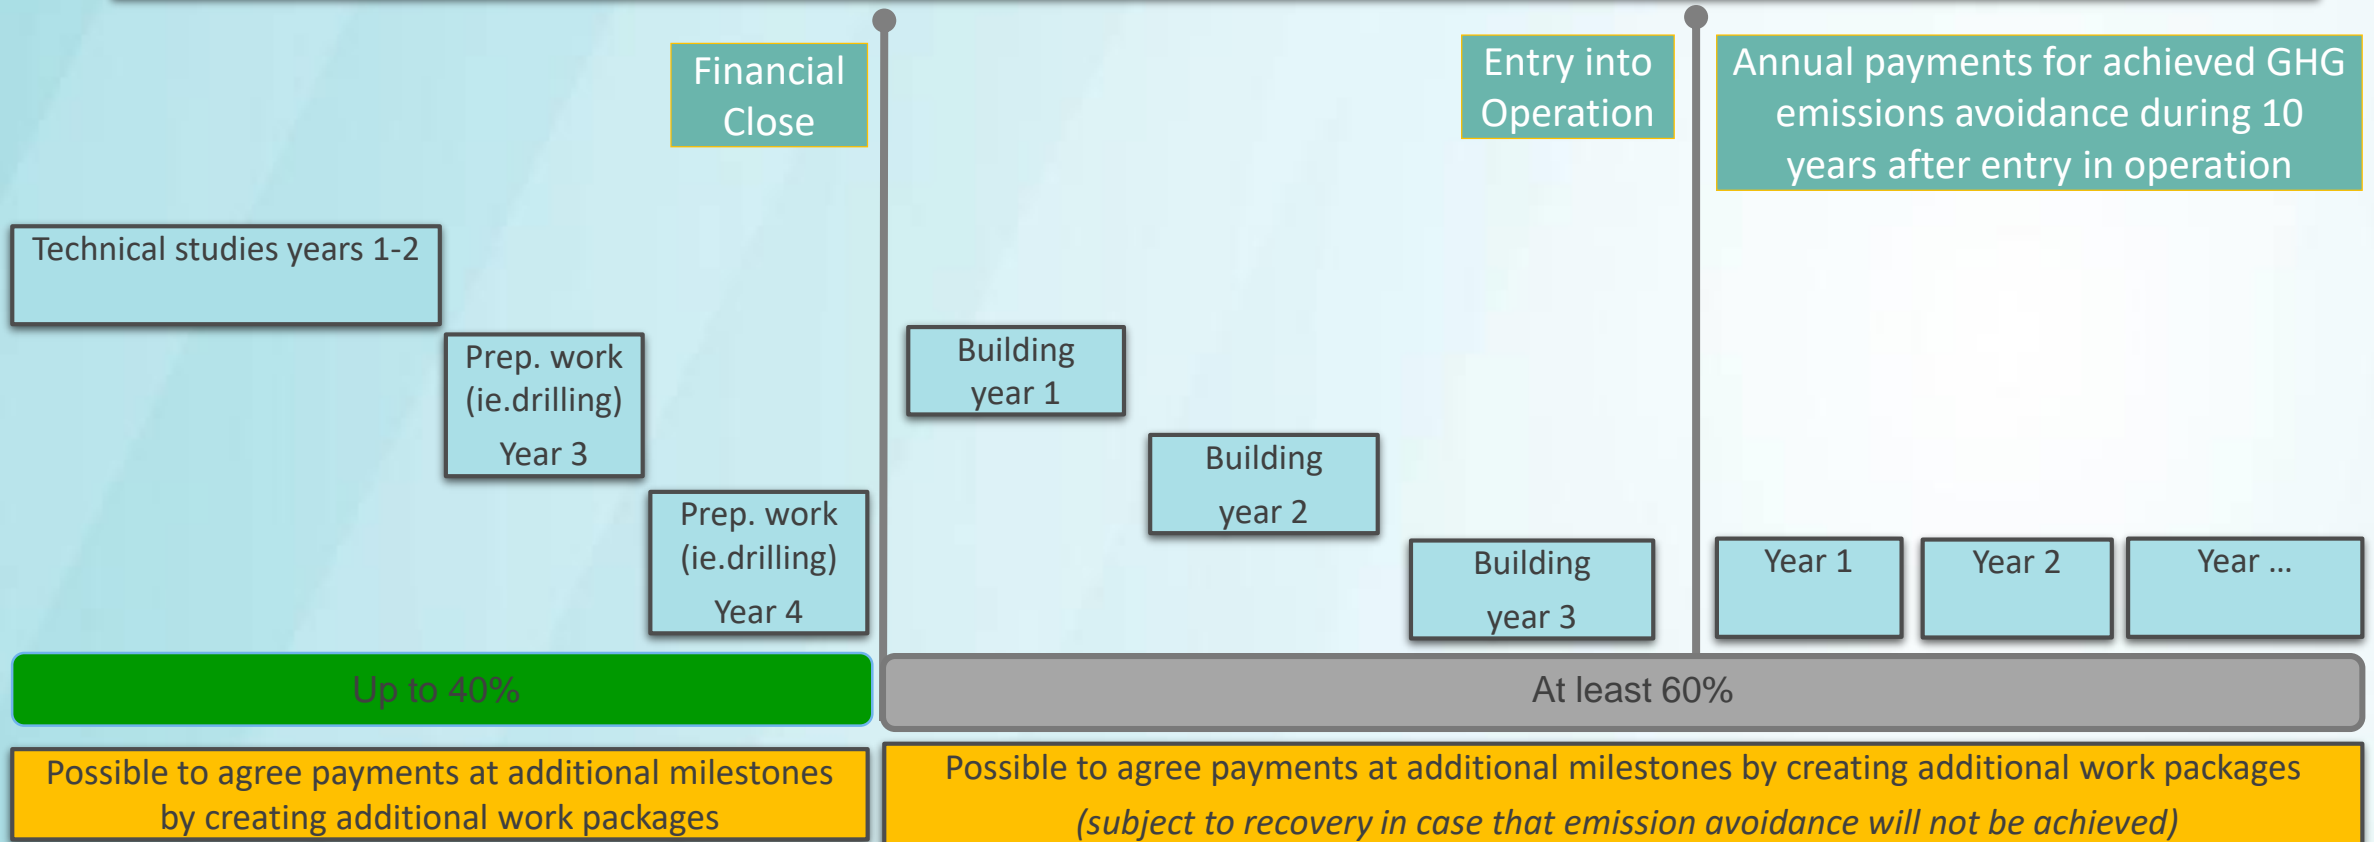 Financial
Close
Entry into
Operation
Annual payments for achieved GHG
emissions avoidance during 10
years after entry in operation
Technical studies years 1-2
Prep. work
(ie.drilling)
Year 3
Prep. work
(ie.drilling)
Year 4
Building
year 1
Building
year 2
Building
year 3
Year 1
Year 2
Year ...
Up to 40%
At least 60%
Possible to agree payments at additional milestones
by creating additional work packages
Possible to agree payments at additional milestones by creating additional work packages
(subject to recovery in case that emission avoidance will not be achieved)